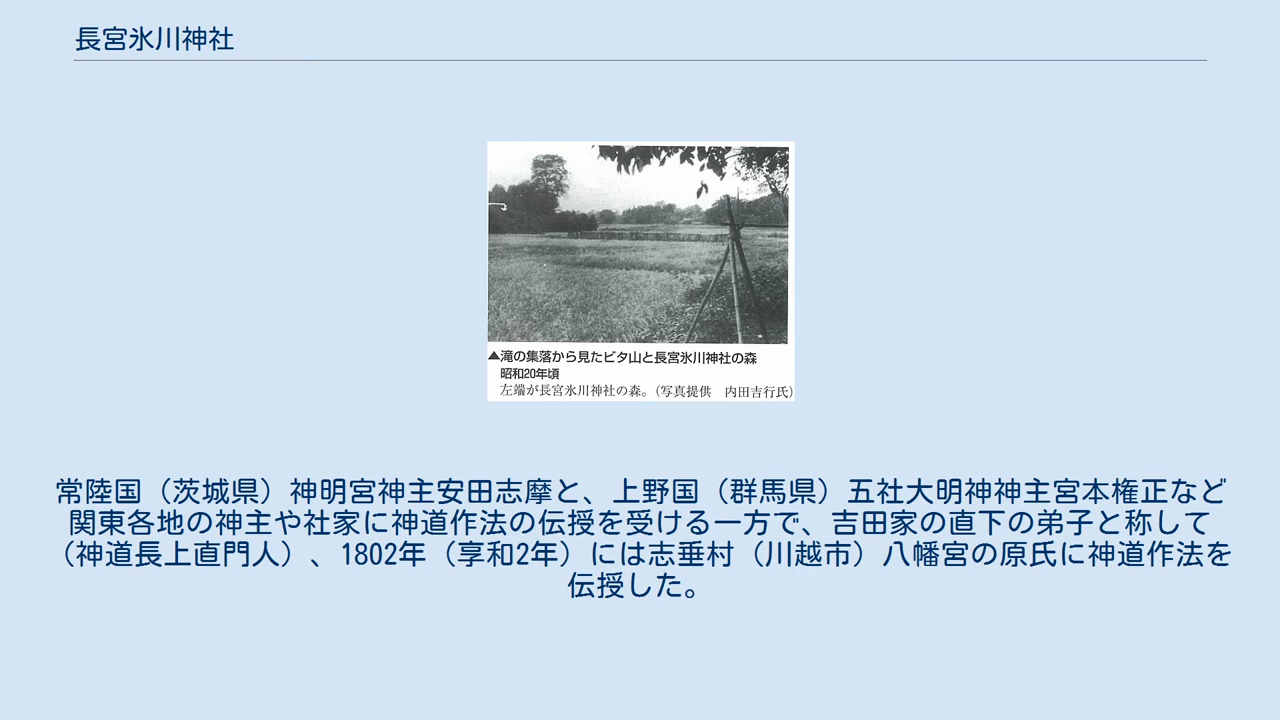 長宮氷川神社
▲滝の集落から見たビタ山と長宮氷川神社の森
昭和20年頃
左端が長宮氷川神社の森。（写真提供　内田吉行氏）
常陸国（茨城県）神明宮神主安田志摩と、上野国（群馬県）五社大明神神主宮本権正など
関東各地の神主や社家に神道作法の伝授を受ける一方で、吉田家の直下の弟子と称して
（神道長上直門人）、1802年（享和2年）には志垂村（川越市）八幡宮の原氏に神道作法を
伝授した。